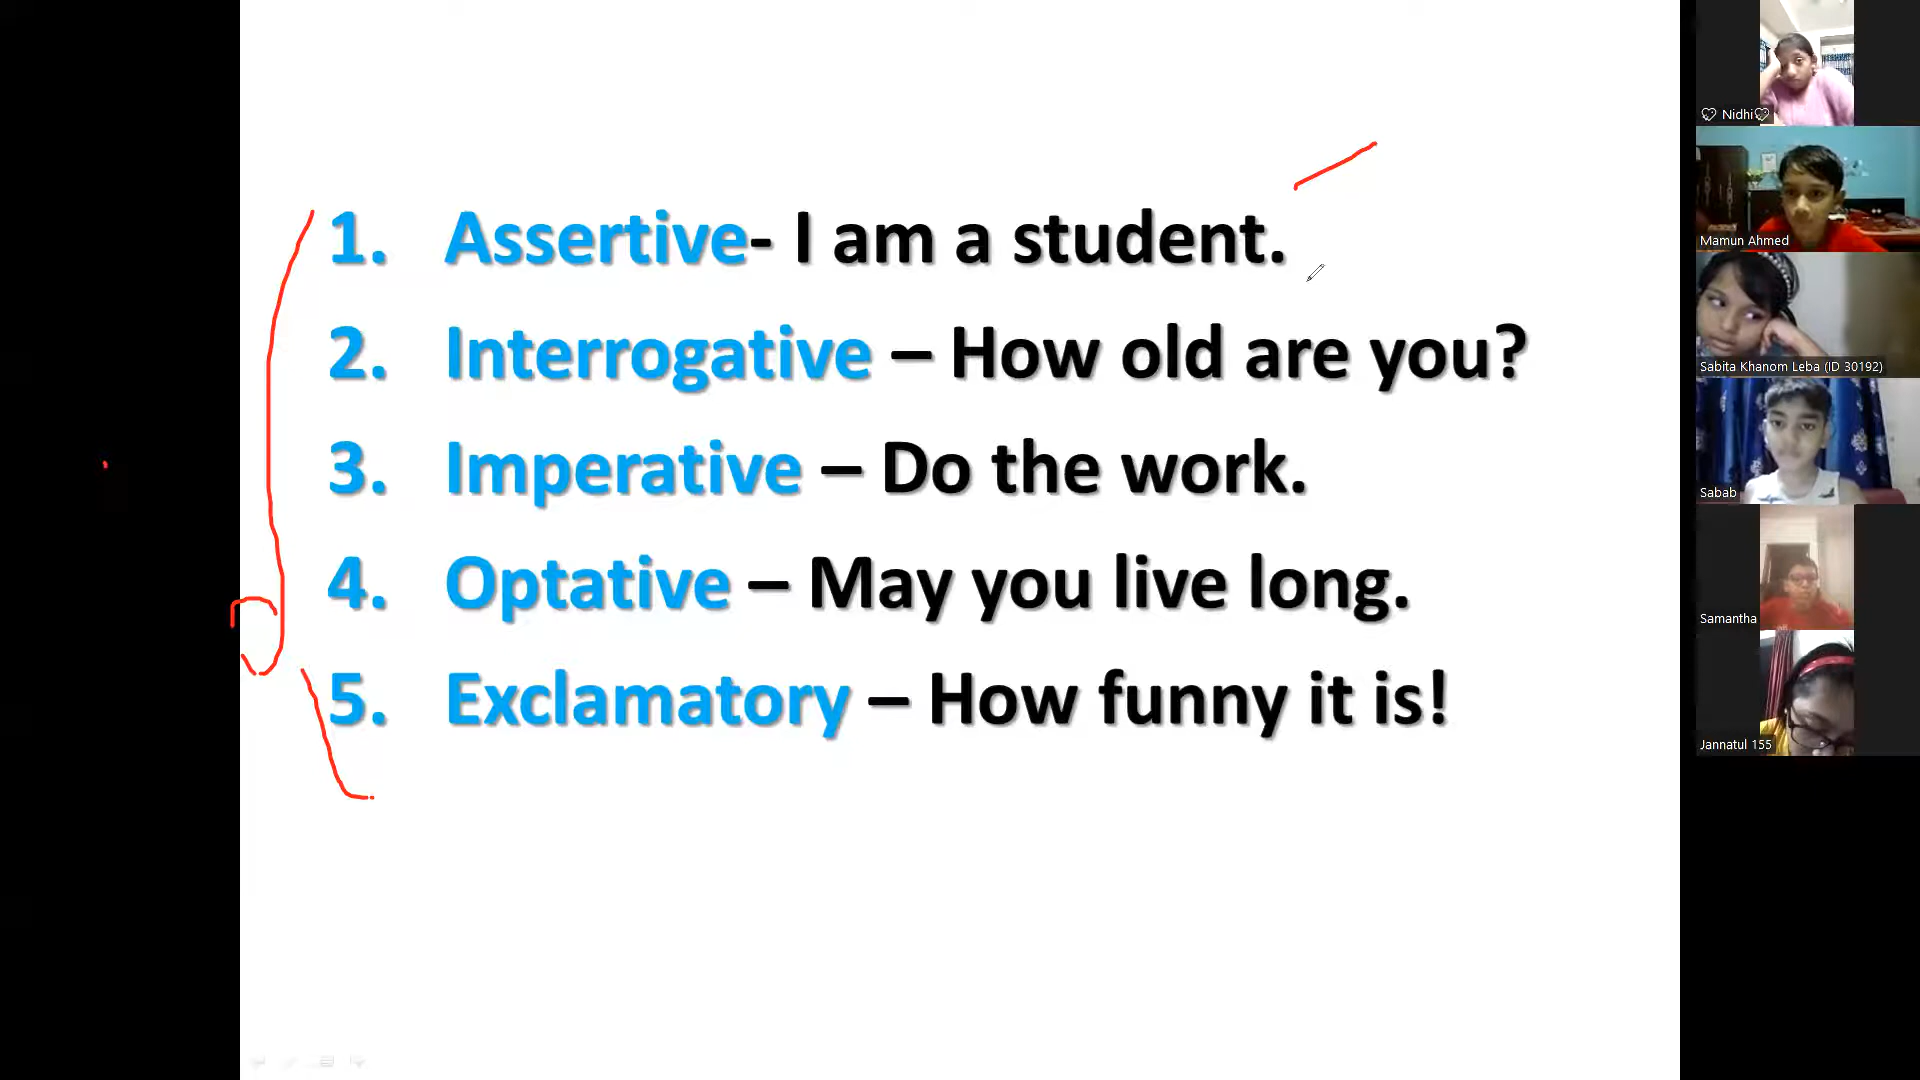 1. Assertive- I am a student.
2. Interrogative – How old are you?
3. Imperative – Do the work.
4. Optative – May you live long.
5. Exclamatory – How funny it is!
Nidhi
Mamun Ahmed
Sabita Khanom Leba (ID 30192)
Sabab
Samantha
Jannatul 155